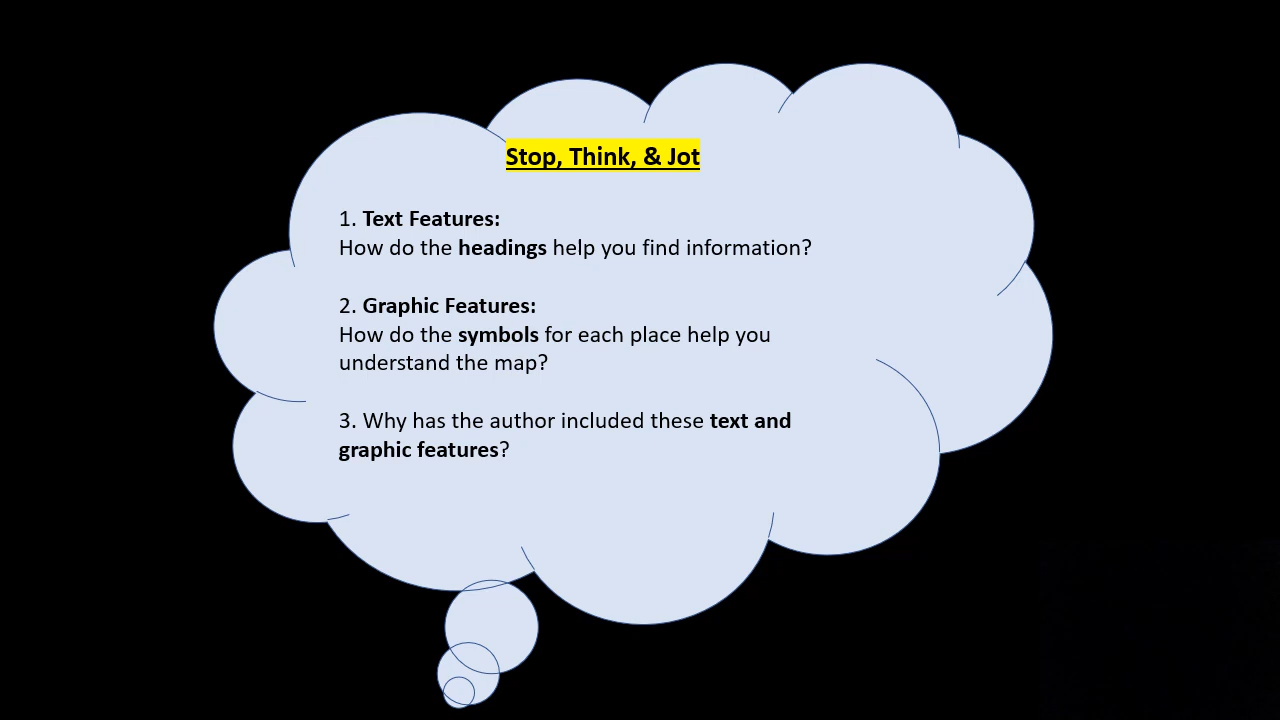 Stop, Think, & Jot
1. Text Features:
How do the headings help you find information?
2. Graphic Features:
How do the symbols for each place help you
understand the map?
3. Why has the author included these text and
graphic features?